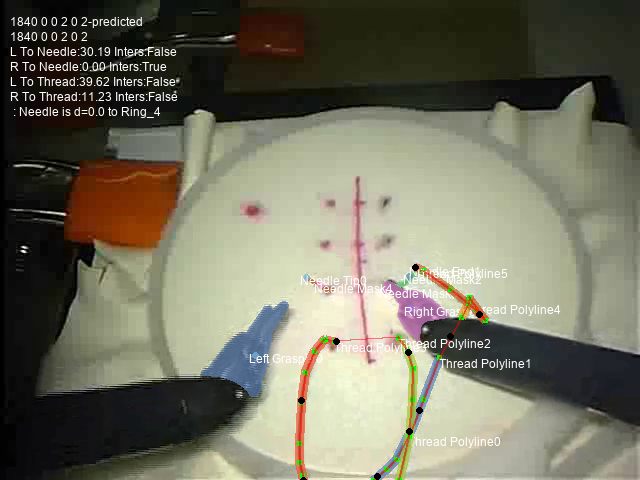 1840 0 0 2 0 2-predicted
1840 0 0 2 0 2
L To Needle:30.19 Inters:False
R To Needle:0.00 Inters:True
L To Thread:39.62 Inters:False
R To Thread:11.23 Inters:False
: Needle is d=0.0 to Ring_4
Polyline5
Needle Tip0
Needle Mask2
Needle Mask4
Needle Mask
Right Gras
Thread Polyline4
Thread Polyline2
Left Grasp
Thread Polyline1
Thread Polyline0